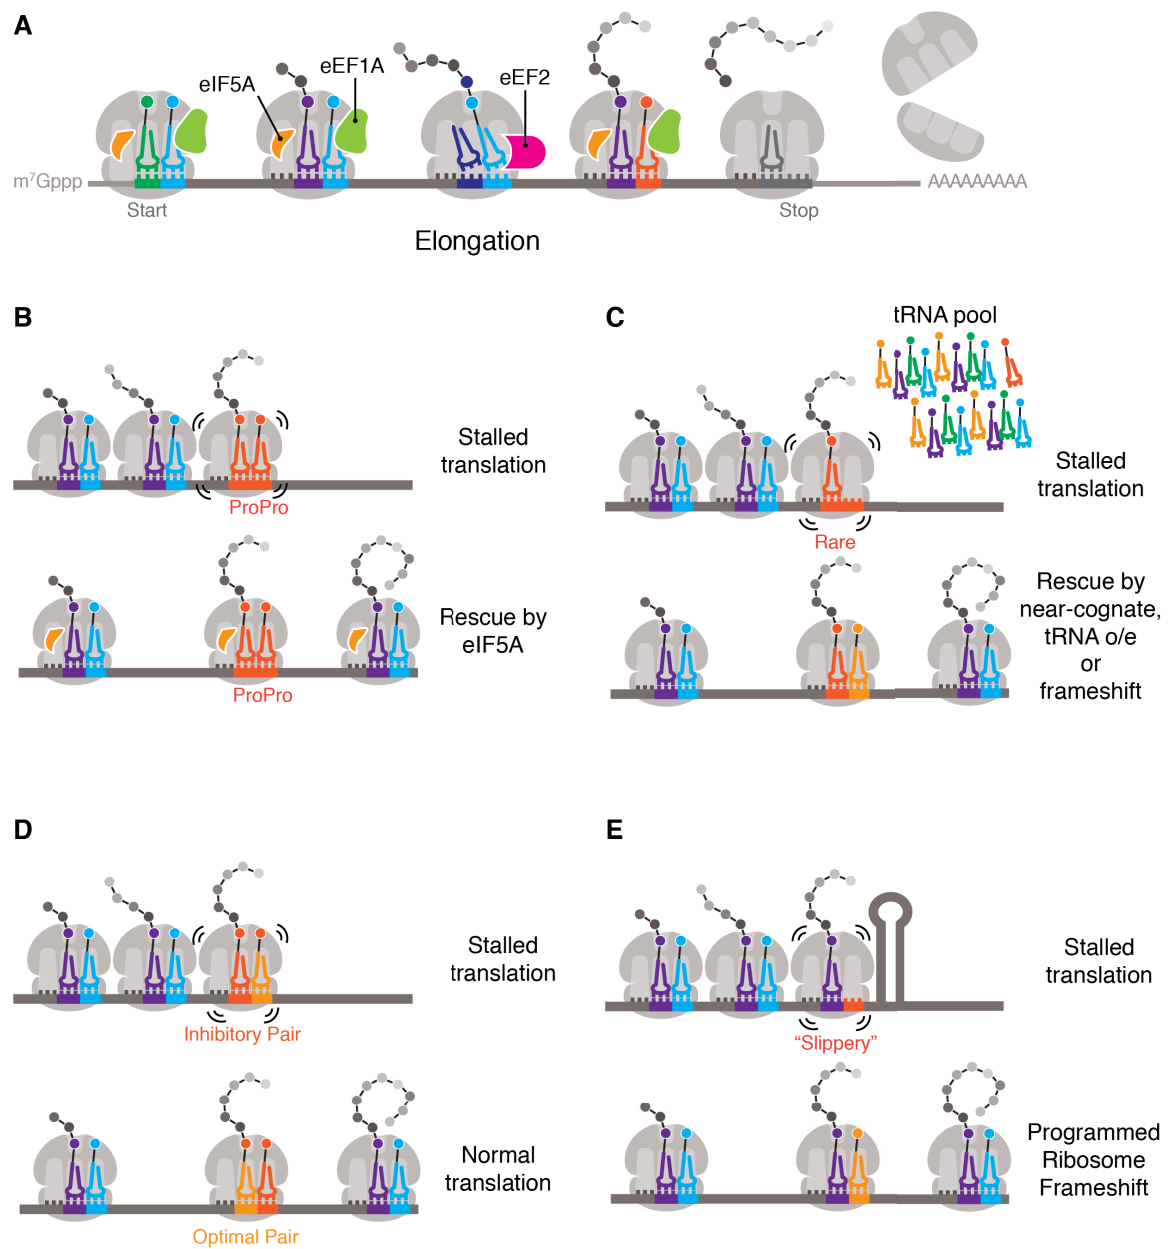 A
eIF5A
eEF1A
eEF2
m⁷Gppp
AAAAAAAAA
Start
Stop
Elongation
B
Stalled
translation
ProPro
Rescue by
eIF5A
ProPro
C
tRNA pool
Stalled
translation
Rare
Rescue by
near-cognate,
tRNA o/e
or
frameshift
D
Stalled
translation
Inhibitory Pair
Normal
translation
Optimal Pair
E
Stalled
translation
“Slippery”
Programmed
Ribosome
Frameshift